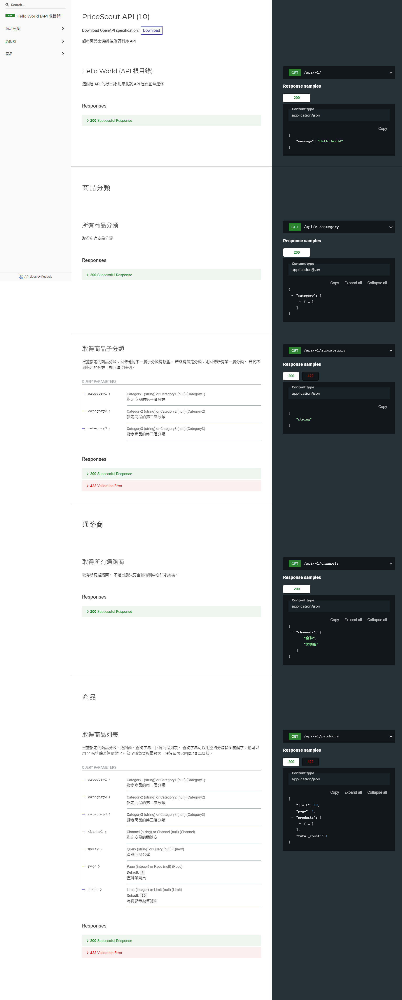 Search...
GET Hello World (API 根目錄)
商品分類
通路商
產品
API docs by Redocly
PriceScout API (1.0)
Download OpenAPI specification: Download
超市商品比價網 後端資料庫 API
Hello World (API 根目錄)
這個是 API 的根目錄 用來測試 API 是否正常運作
Responses
200 Successful Response
GET /api/v1/
Response samples
200
Content type
application/json
Copy
{
"message": "Hello World"
}
商品分類
所有商品分類
取得所有商品分類
Responses
200 Successful Response
GET /api/v1/category
Response samples
200
Content type
application/json
Copy Expand all Collapse all
{
- "category": [
+ { … }
]
}
取得商品子分類
根據指定的商品分類，回傳他的下一層子分類有哪些。 若沒有指定分類，則回傳所有第一層分類。 若找不
到指定的分類，則回傳空陣列。
QUERY PARAMETERS
category1 Category1 (string) or Category1 (null) (Category1)
指定商品的第一層分類
category2 Category2 (string) or Category2 (null) (Category2)
指定商品的第二層分類
category3 Category3 (string) or Category3 (null) (Category3)
指定商品的第三層分類
Responses
200 Successful Response
422 Validation Error
GET /api/v1/subcategory
Response samples
200 422
Content type
application/json
Copy
[
"string"
]
通路商
取得所有通路商
取得所有通路商。 不過目前只有全聯福利中心和家樂福。
Responses
200 Successful Response
GET /api/v1/channels
Response samples
200
Content type
application/json
Copy Expand all Collapse all
{
- "channels": [
"全聯",
"家樂福"
]
}
產品
取得商品列表
根據指定的商品分類、通路商、查詢字串，回傳商品列表。 查詢字串可以用空格分隔多個關鍵字，也可以
用 "-" 來排除某個關鍵字。 為了避免資料量過大，預設每次只回傳 10 筆資料。
QUERY PARAMETERS
category1 Category1 (string) or Category1 (null) (Category1)
指定商品的第一層分類
category2 Category2 (string) or Category2 (null) (Category2)
指定商品的第二層分類
category3 Category3 (string) or Category3 (null) (Category3)
指定商品的第三層分類
channel Channel (string) or Channel (null) (Channel)
指定商品的通路商
query Query (string) or Query (null) (Query)
查詢商品名稱
page Page (integer) or Page (null) (Page)
Default: 1
查詢第幾頁
limit Limit (integer) or Limit (null) (Limit)
Default: 10
每頁顯示幾筆資料
Responses
200 Successful Response
422 Validation Error
GET /api/v1/products
Response samples
200 422
Content type
application/json
Copy Expand all Collapse all
{
"limit": 10,
"page": 1,
- "products": [
+ { … }
],
"total_count": 1
}